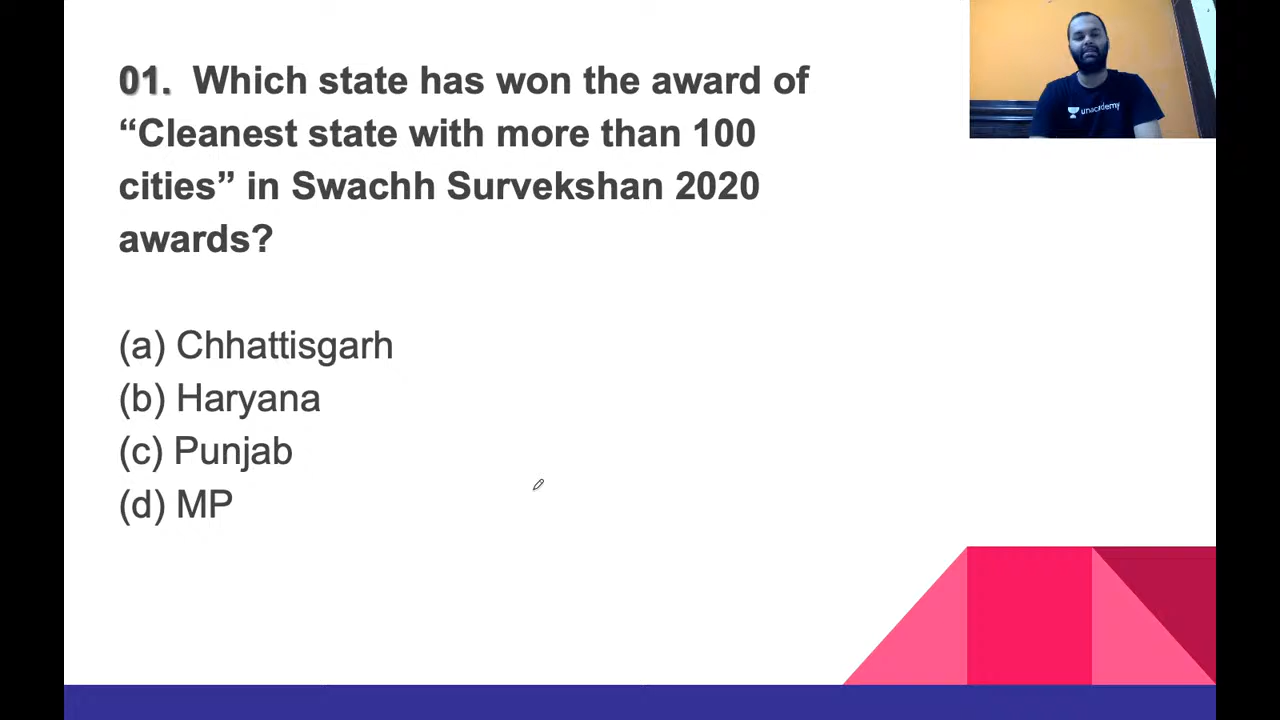 01. Which state has won the award of
“Cleanest state with more than 100
cities” in Swachh Survekshan 2020
awards?
(a) Chhattisgarh
(b) Haryana
(c) Punjab
(d) MP
unacademy